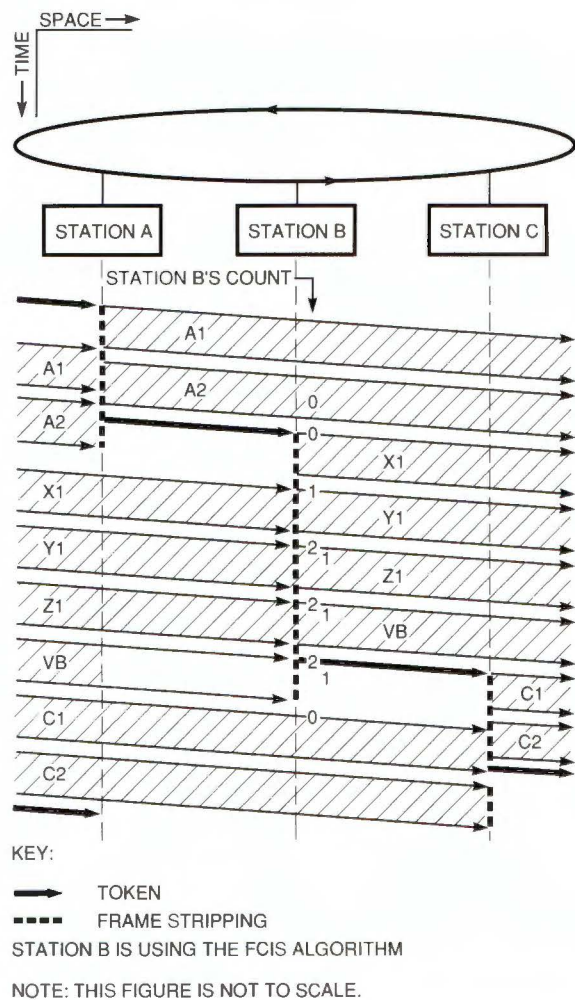 SPACE
TIME
STATION A
STATION B
STATION C
STATION B'S COUNT
A1
A1
A2
0
A2
0
X1
X1
1
Y1
Y1
2
1
Z1
Z1
2
1
VB
VB
2
1
C1
C1
0
C2
C2
KEY:
TOKEN
FRAME STRIPPING
STATION B IS USING THE FCIS ALGORITHM
NOTE: THIS FIGURE IS NOT TO SCALE.